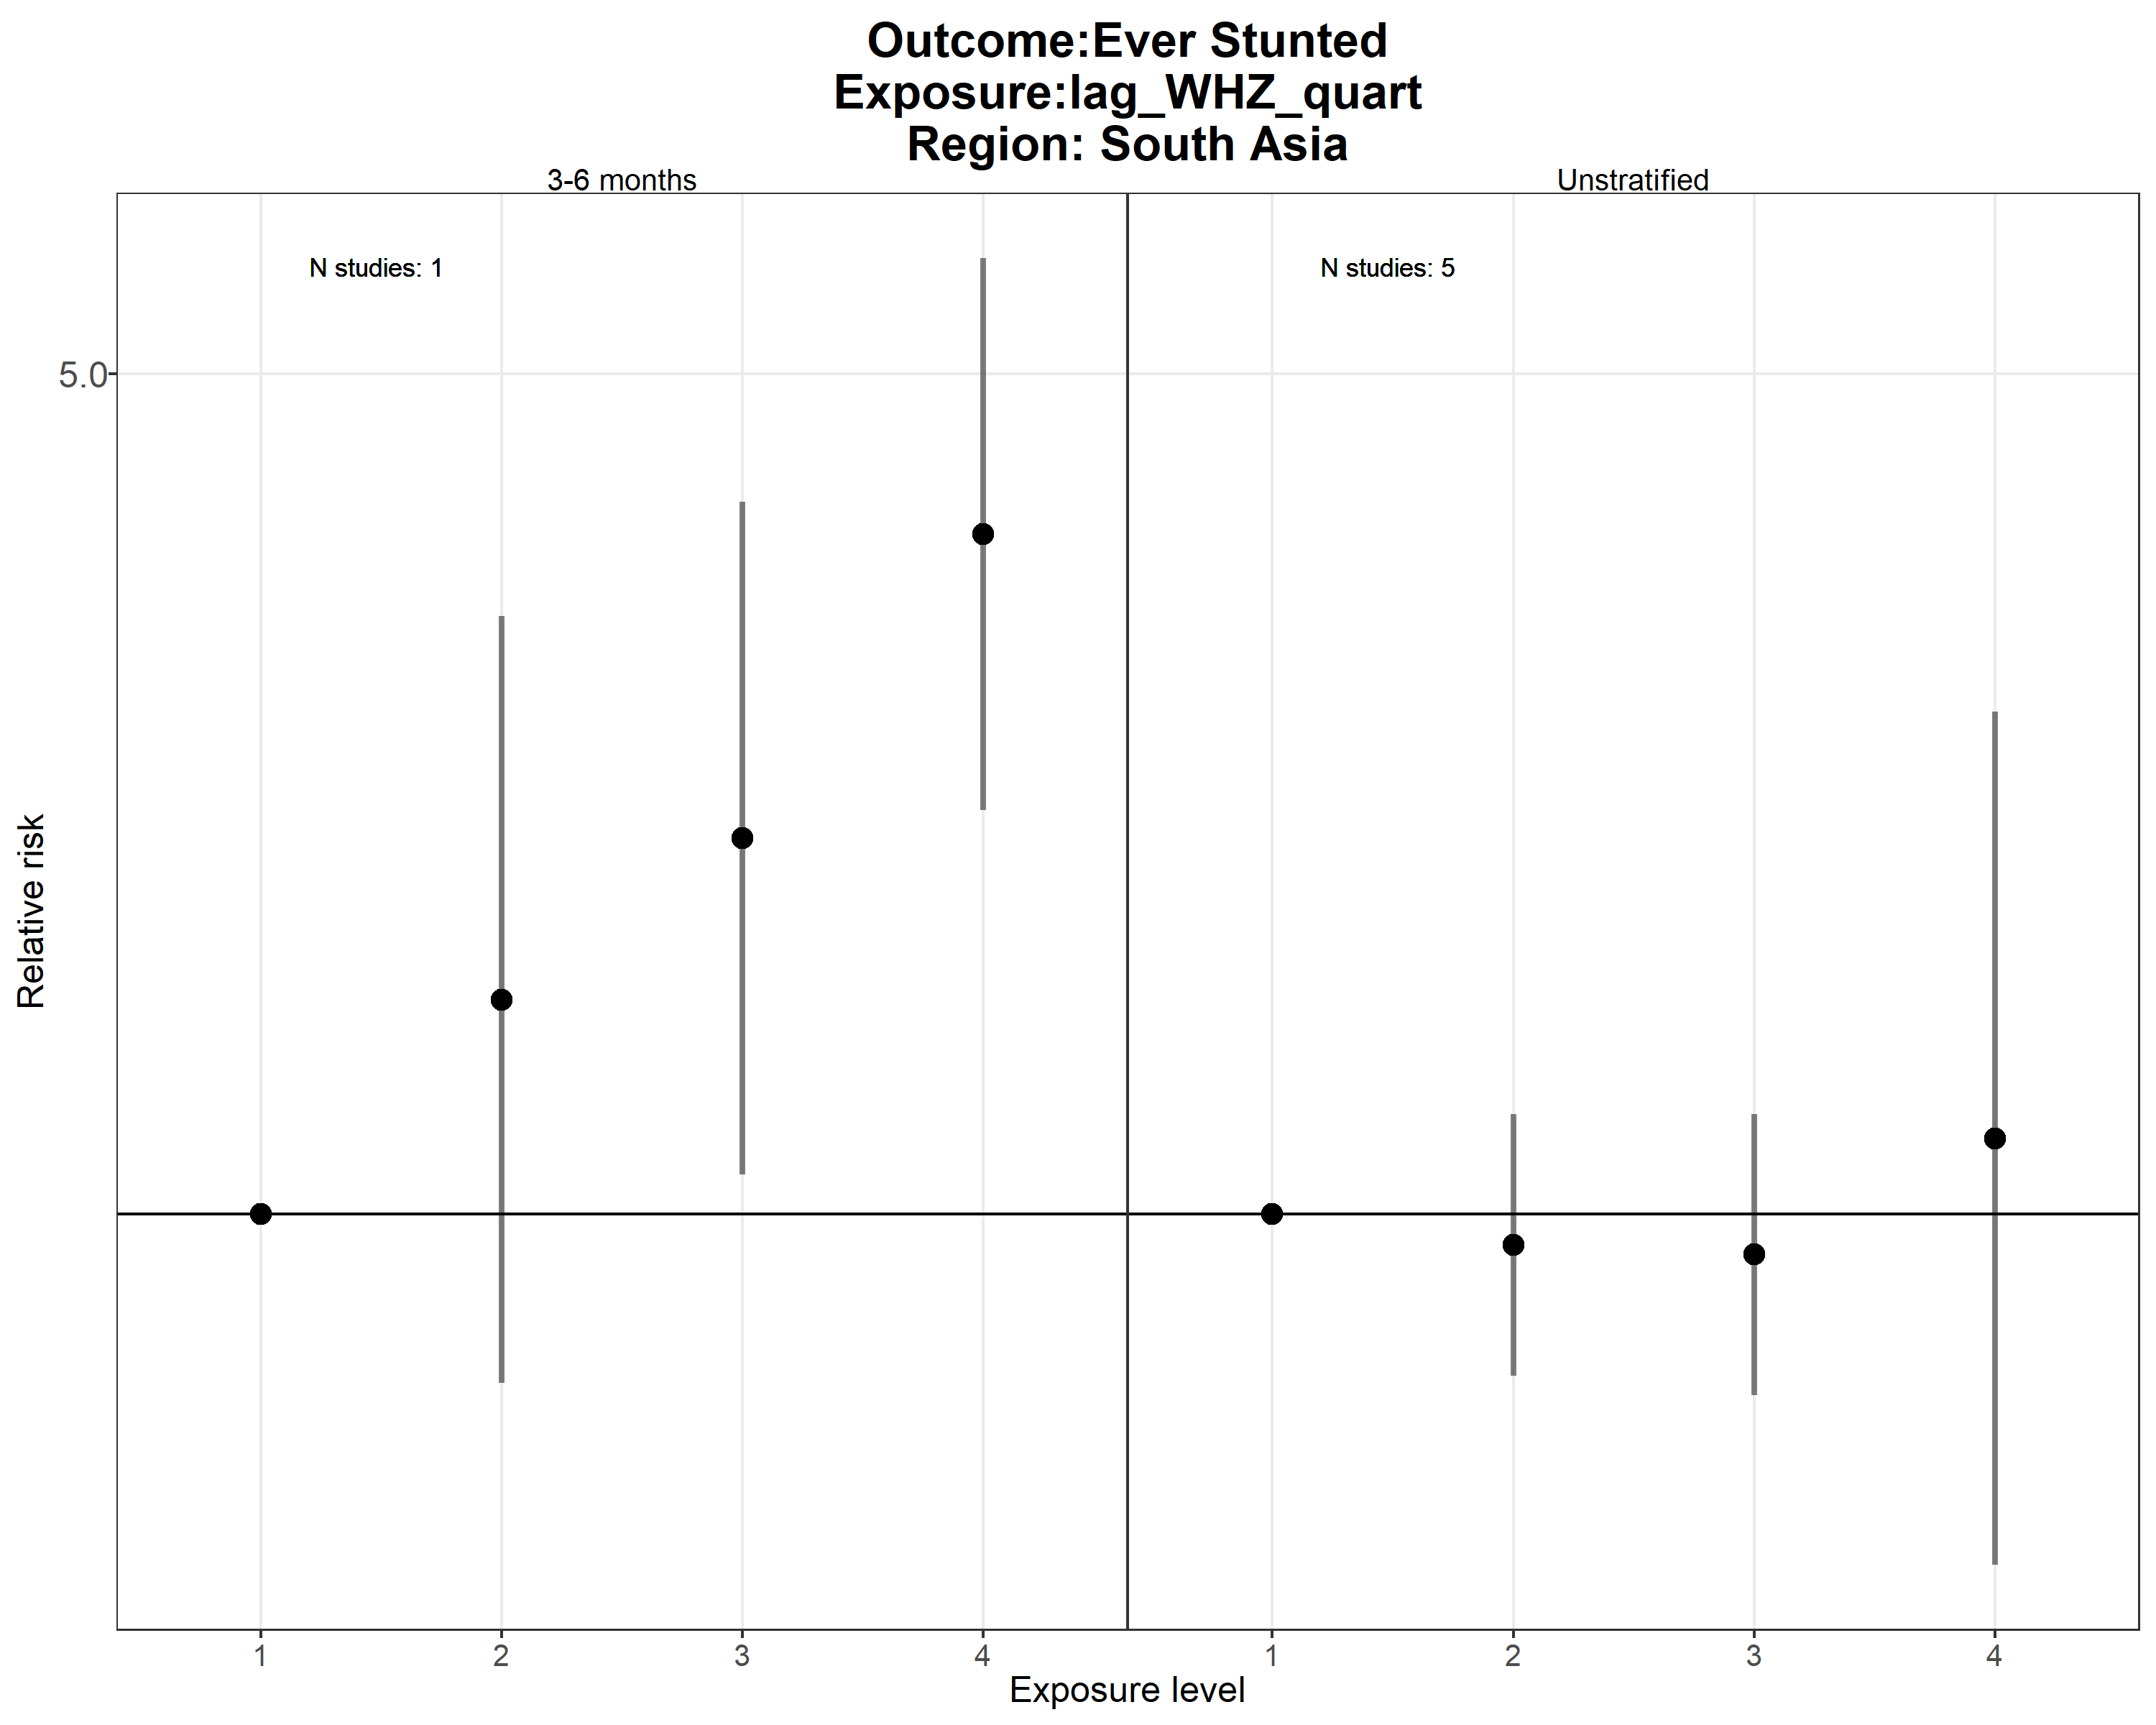 Outcome:Ever Stunted
Exposure:lag_WHZ_quart
Region: South Asia
3-6 months
Unstratified
N studies: 1
N studies: 5
5.0
Relative risk
1 2 3 4 1 2 3 4
Exposure level